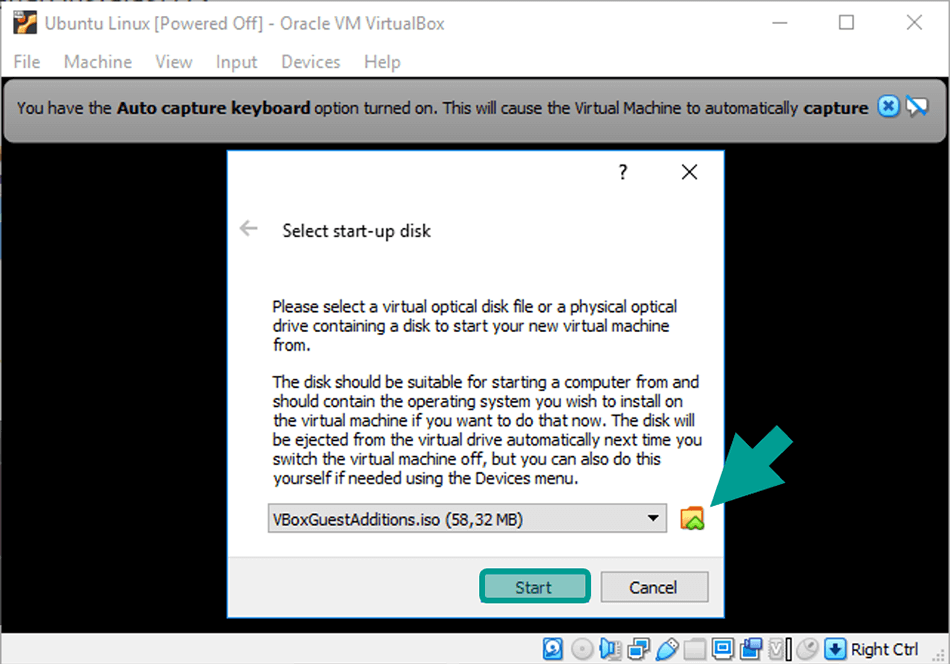 Ubuntu Linux [Powered Off] - Oracle VM VirtualBox
File Machine View Input Devices Help
You have the Auto capture keyboard option turned on. This will cause the Virtual Machine to automatically capture
?
Select start-up disk
Please select a virtual optical disk file or a physical optical
drive containing a disk to start your new virtual machine
from.
The disk should be suitable for starting a computer from and
should contain the operating system you wish to install on
the virtual machine if you want to do that now. The disk will
be ejected from the virtual drive automatically next time you
switch the virtual machine off, but you can also do this
yourself if needed using the Devices menu.
VBoxGuestAdditions.iso (58,32 MB)
Start Cancel
Right Ctrl